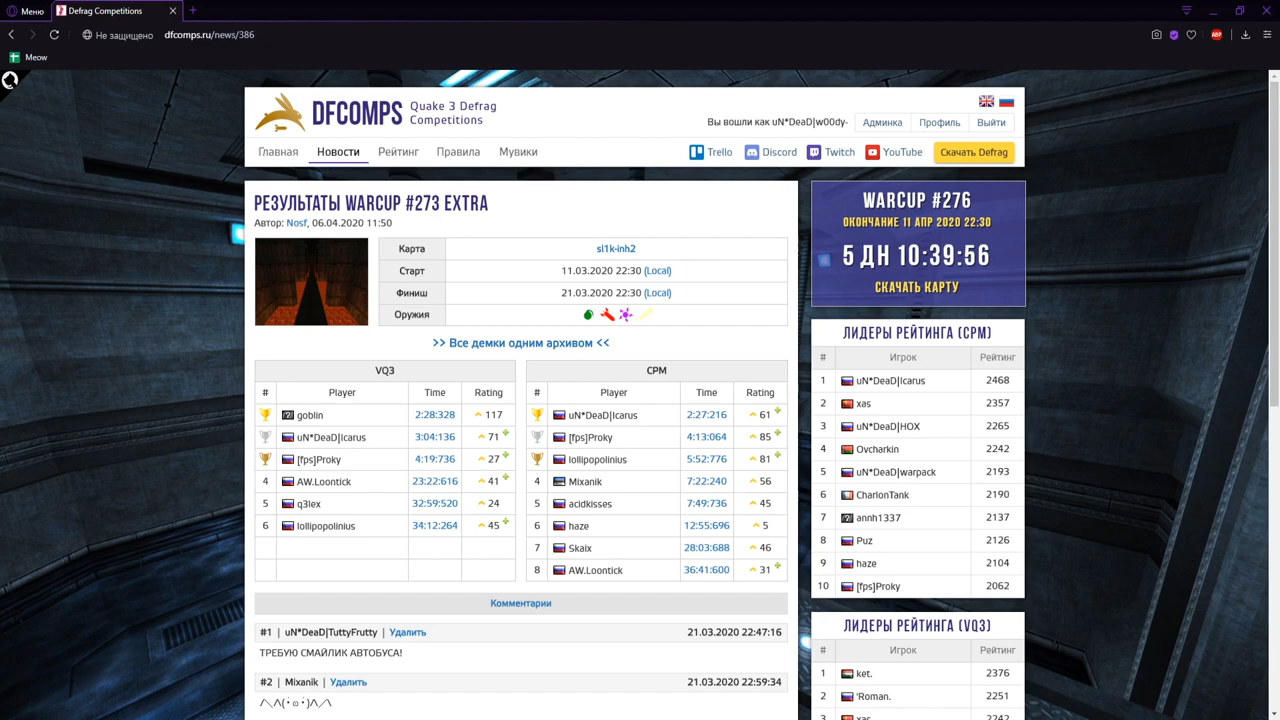 Меню
Defrag Competitions
Не защищено dfcomps.ru/news/386
ABP
Meow
DFCOMPS
Quake 3 Defrag
Competitions
Вы вошли как uN*DeaD|w00dy- Админка Профиль Выйти
Главная Новости Рейтинг Правила Мувики
Trello Discord Twitch YouTube Скачать Defrag
РЕЗУЛЬТАТЫ WARCUP #273 EXTRA
Автор: Nosf, 06.04.2020 11:50
Карта sl1k-inh2
Старт 11.03.2020 22:30 (Local)
Финиш 21.03.2020 22:30 (Local)
Оружия
>> Все демки одним архивом <<
VQ3
# Player Time Rating
goblin 2:28:328 117
uN*DeaD|Icarus 3:04:136 71
[fps]Proky 4:19:736 27
4 AW.Loontick 23:22:616 41
5 q3lex 32:59:520 24
6 lollipopolinius 34:12:264 45
CPM
# Player Time Rating
uN*DeaD|Icarus 2:27:216 61
[fps]Proky 4:13:064 85
lollipopolinius 5:52:776 81
4 Mixanik 7:22:240 56
5 acidkisses 7:49:736 45
6 haze 12:55:696 5
7 Skaix 28:03:688 46
8 AW.Loontick 36:41:600 31
Комментарии
#1 | uN*DeaD|TuttyFrutty | Удалить 21.03.2020 22:47:16
ТРЕБУЮ СМАЙЛИК АВТОБУСА!
#2 | Mixanik | Удалить 21.03.2020 22:59:34
/╲/\(•̀ω•́)/\╱\
WARCUP #276
ОКОНЧАНИЕ 11 АПР 2020 22:30
5 ДН 10:39:56
СКАЧАТЬ КАРТУ
ЛИДЕРЫ РЕЙТИНГА (CPM)
# Игрок Рейтинг
1 uN*DeaD|Icarus 2468
2 xas 2357
3 uN*DeaD|HOX 2265
4 Ovcharkin 2242
5 uN*DeaD|warpack 2193
6 CharlonTank 2190
7 annh1337 2137
8 Puz 2126
9 haze 2104
10 [fps]Proky 2062
ЛИДЕРЫ РЕЙТИНГА (VQ3)
# Игрок Рейтинг
1 ket. 2376
2 'Roman. 2251
3 xas 2242